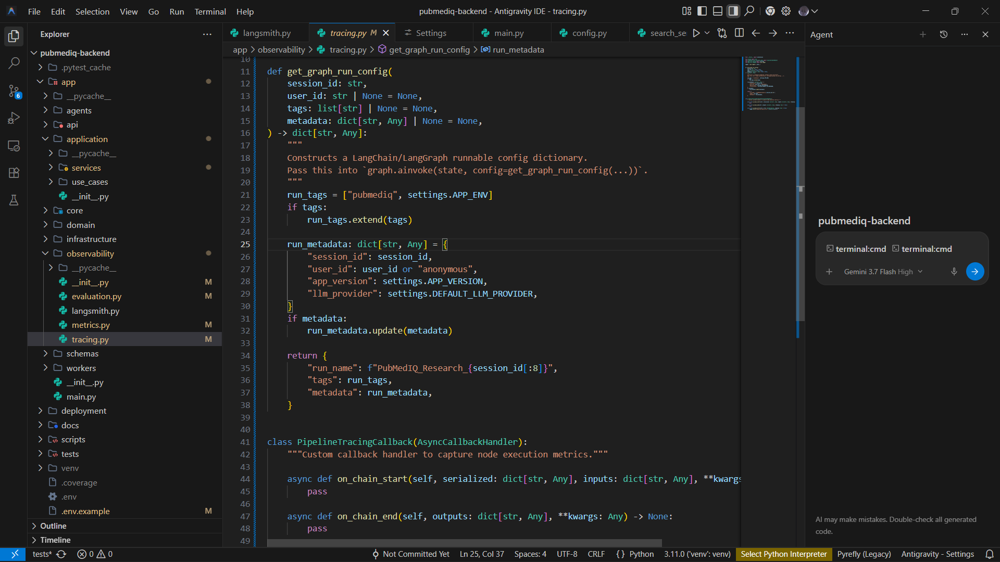 File Edit Selection View Go Run Terminal Help
pubmediq-backend - Antigravity IDE - tracing.py
Explorer
pubmediq-backend
.pytest_cache
app
__pycache__
agents
api
application
__pycache__
services
use_cases
__init__.py
core
domain
infrastructure
observability
__pycache__
__init__.py M
evaluation.py M
langsmith.py
metrics.py M
tracing.py M
schemas
workers
__init__.py
main.py
deployment
docs
scripts
tests
venv
.coverage
.env
.env.example M
Outline
Timeline
6
langsmith.py tracing.py M Settings main.py config.py search_se
app observability tracing.py get_graph_run_config run_metadata
10
11 def get_graph_run_config(
12 session_id: str,
13 user_id: str | None = None,
14 tags: list[str] | None = None,
15 metadata: dict[str, Any] | None = None,
16 ) -> dict[str, Any]:
17 """
18 Constructs a LangChain/LangGraph runnable config dictionary.
19 Pass this into `graph.ainvoke(state, config=get_graph_run_config(...))`.
20 """
21 run_tags = ["pubmediq", settings.APP_ENV]
22 if tags:
23 run_tags.extend(tags)
24
25 run_metadata: dict[str, Any] = {
26 "session_id": session_id,
27 "user_id": user_id or "anonymous",
28 "app_version": settings.APP_VERSION,
29 "llm_provider": settings.DEFAULT_LLM_PROVIDER,
30 }
31 if metadata:
32 run_metadata.update(metadata)
33
34 return {
35 "run_name": f"PubMedIQ_Research_{session_id[:8]}",
36 "tags": run_tags,
37 "metadata": run_metadata,
38 }
39
40
41 class PipelineTracingCallback(AsyncCallbackHandler):
42 """Custom callback handler to capture node execution metrics."""
43
44 async def on_chain_start(self, serialized: dict[str, Any], inputs: dict[str, Any], **kwargs
45 pass
46
47 async def on_chain_end(self, outputs: dict[str, Any], **kwargs: Any) -> None:
48 pass
49
Agent
pubmediq-backend
terminal:cmd terminal:cmd
Gemini 3.7 Flash High
AI may make mistakes. Double-check all generated
code.
tests* 0 0 Not Committed Yet Ln 25, Col 37 Spaces: 4 UTF-8 CRLF {} Python 3.11.0 ('venv': venv) Select Python Interpreter Pyrefly (Legacy) Antigravity - Settings